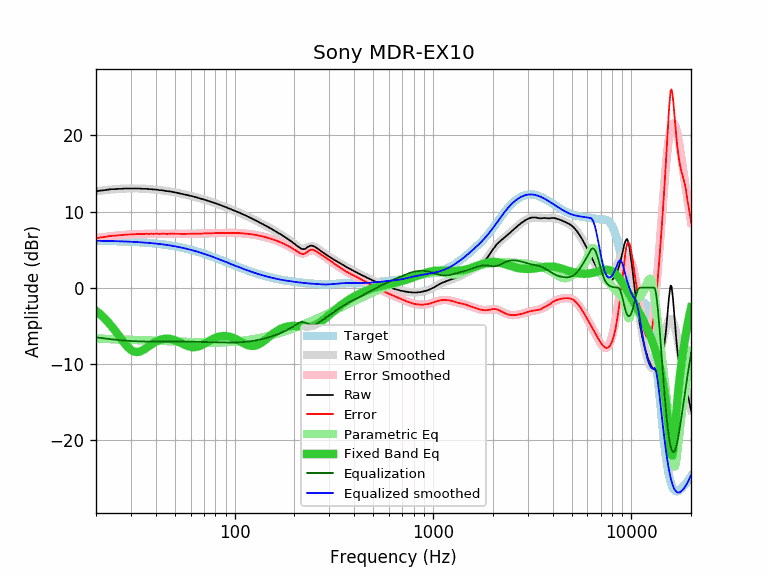 Sony MDR-EX10
Amplitude (dBr)
20
10
0
−10
−20
Target
Raw Smoothed
Error Smoothed
Raw
Error
Parametric Eq
Fixed Band Eq
Equalization
Equalized smoothed
100
1000
10000
Frequency (Hz)